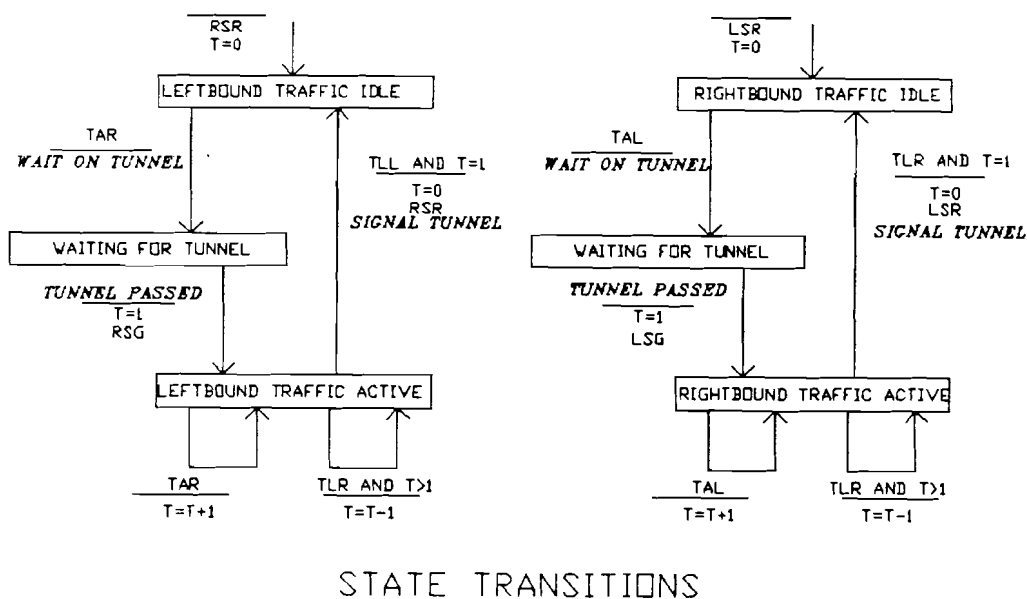 RSR
T=0
LEFTBOUND TRAFFIC IDLE
TAR
WAIT ON TUNNEL
TLL AND T=1
T=0
RSR
SIGNAL TUNNEL
WAITING FOR TUNNEL
TUNNEL PASSED
T=1
RSG
LEFTBOUND TRAFFIC ACTIVE
TAR
T=T+1
TLR AND T>1
T=T-1
LSR
T=0
RIGHTBOUND TRAFFIC IDLE
TAL
WAIT ON TUNNEL
TLR AND T=1
T=0
LSR
SIGNAL TUNNEL
WAITING FOR TUNNEL
TUNNEL PASSED
T=1
LSG
RIGHTBOUND TRAFFIC ACTIVE
TAL
T=T+1
TLR AND T>1
T=T-1
STATE TRANSITIONS